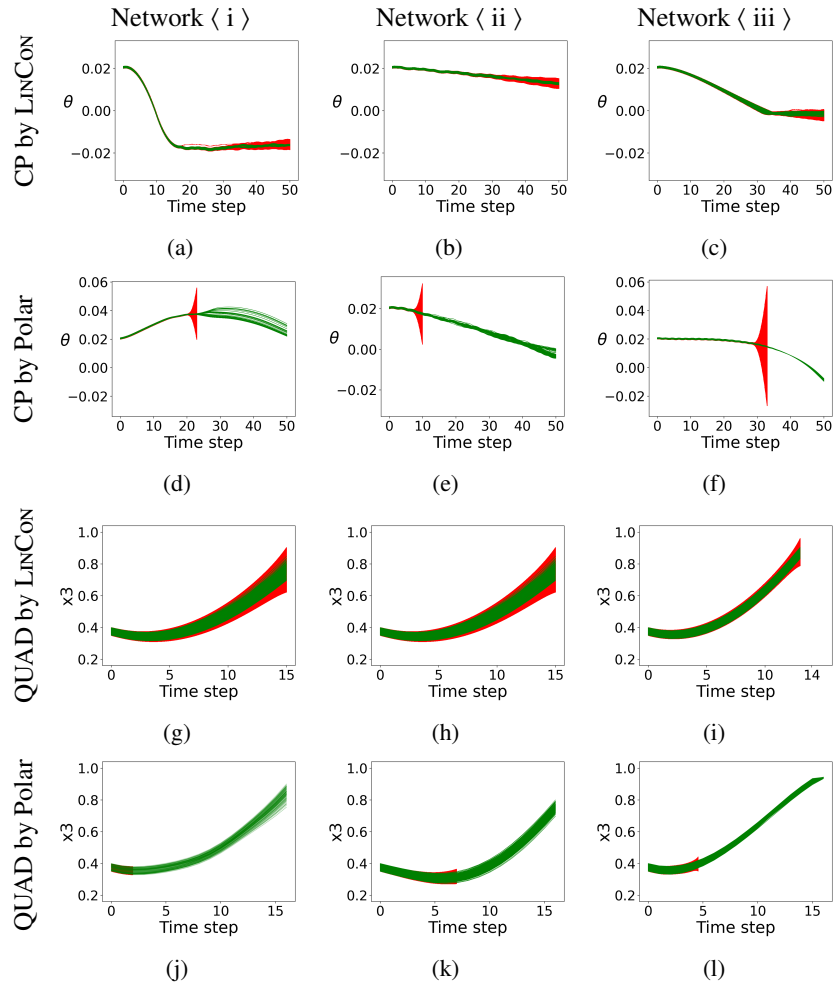 Network ⟨ i ⟩ Network ⟨ ii ⟩ Network ⟨ iii ⟩
CP by LINCON
0.02
0.00
−0.02
θ
0 10 20 30 40 50
Time step
(a)
0.02
0.00
−0.02
θ
0 10 20 30 40 50
Time step
(b)
0.02
0.00
−0.02
θ
0 10 20 30 40 50
Time step
(c)
CP by Polar
0.06
0.04
0.02
0.00
−0.02
θ
0 10 20 30 40 50
Time step
(d)
0.02
0.00
−0.02
θ
0 10 20 30 40 50
Time step
(e)
0.06
0.04
0.02
0.00
−0.02
θ
0 10 20 30 40 50
Time step
(f)
QUAD by LINCON
1.0
0.8
0.6
0.4
0.2
x3
0 5 10 15
Time step
(g)
1.0
0.8
0.6
0.4
0.2
x3
0 5 10 15
Time step
(h)
1.0
0.8
0.6
0.4
0.2
x3
0 5 10 14
Time step
(i)
QUAD by Polar
1.0
0.8
0.6
0.4
0.2
x3
0 5 10 15
Time step
(j)
1.0
0.8
0.6
0.4
0.2
x3
0 5 10 15
Time step
(k)
1.0
0.8
0.6
0.4
0.2
x3
0 5 10 15
Time step
(l)